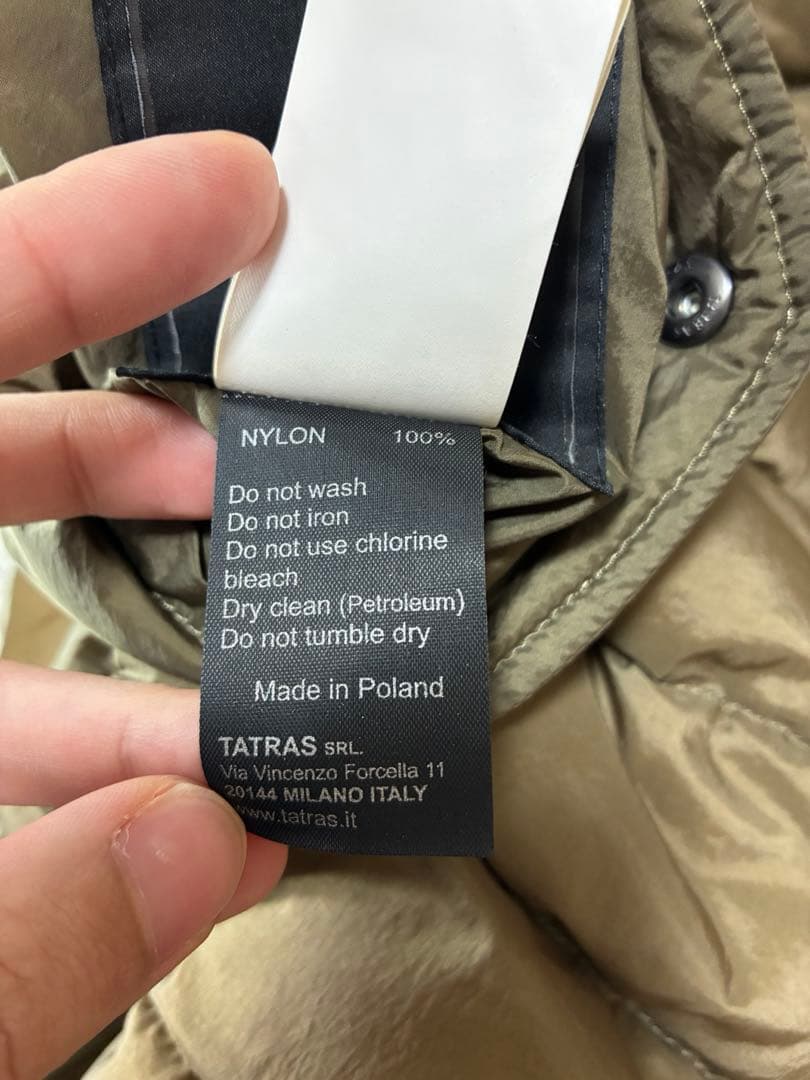 NYLON 100%
Do not wash
Do not iron
Do not use chlorine
bleach
Dry clean (Petroleum)
Do not tumble dry
Made in Poland
TATRAS SRL.
Via Vincenzo Forcella 11
20144 MILANO ITALY
www.tatras.it